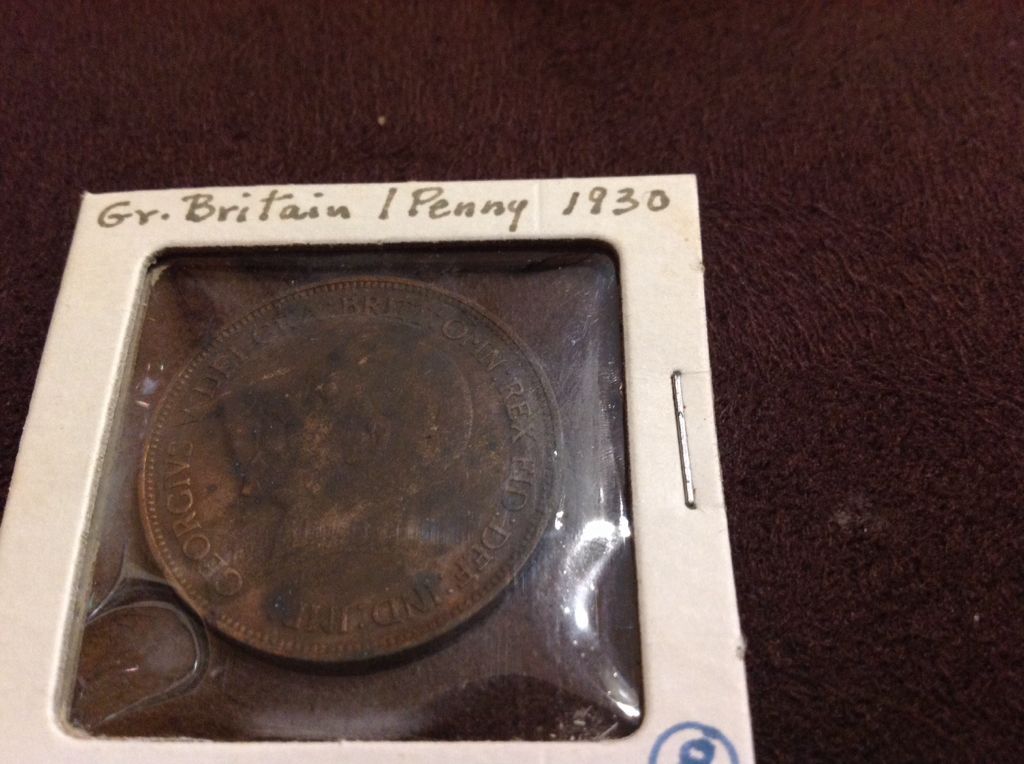 Gr. Britain 1 Penny 1930
GEORGIVS V DEI GRA BRITT OMN REX FID DEF IND IMP